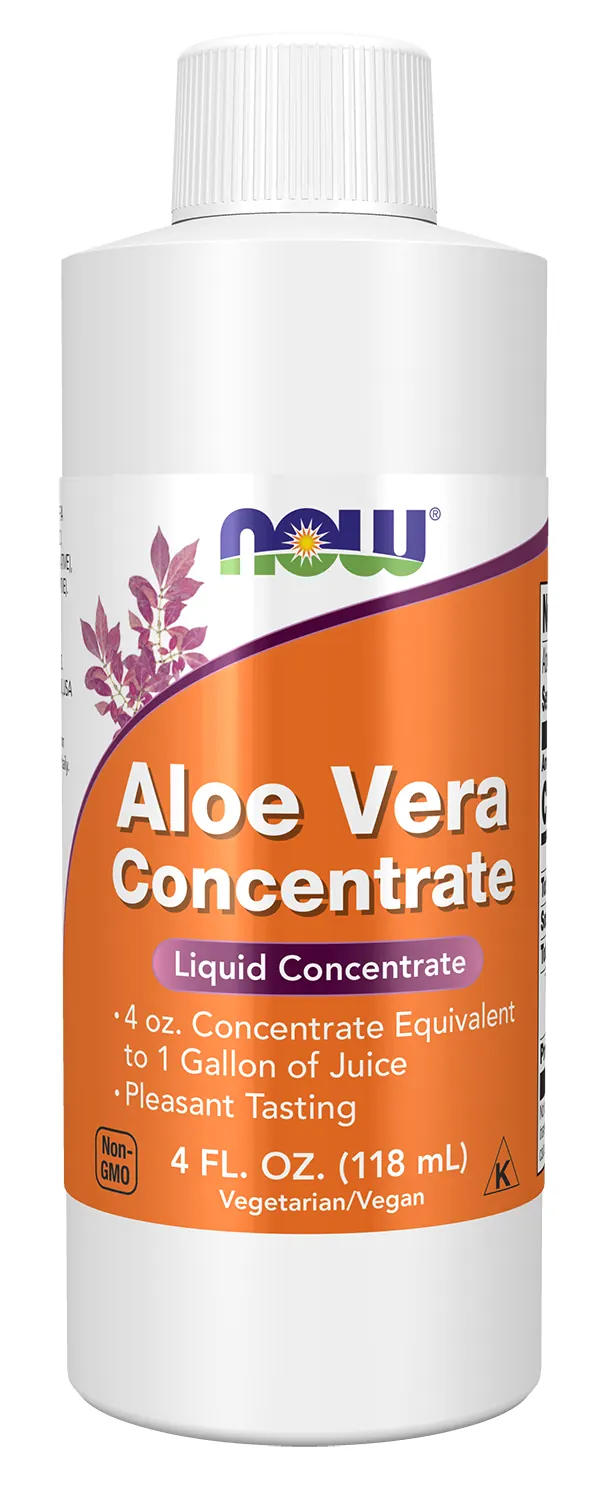 now®
Aloe Vera
Concentrate
Liquid Concentrate
• 4 oz. Concentrate Equivalent
to 1 Gallon of Juice
• Pleasant Tasting
Non-
GMO
4 FL. OZ. (118 mL)
K
Vegetarian/Vegan